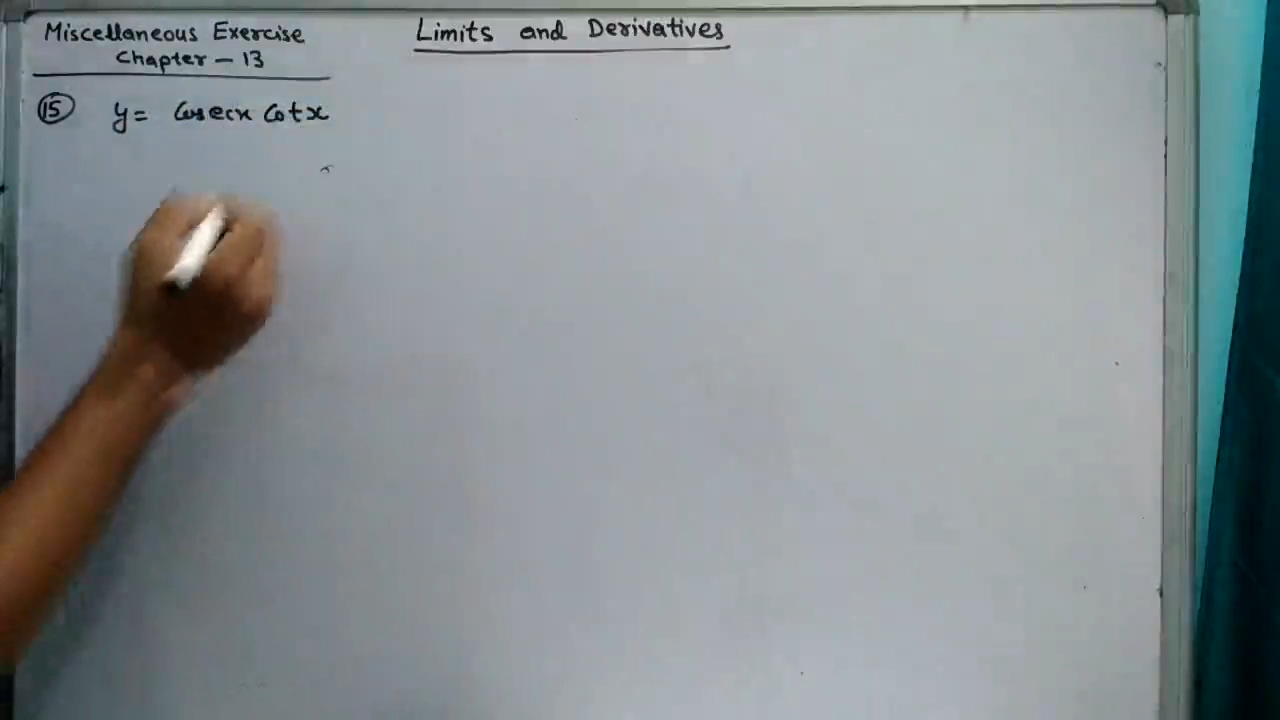 Miscellaneous Exercise
Chapter - 13
Limits and Derivatives
15 y = Cosecx Cotx